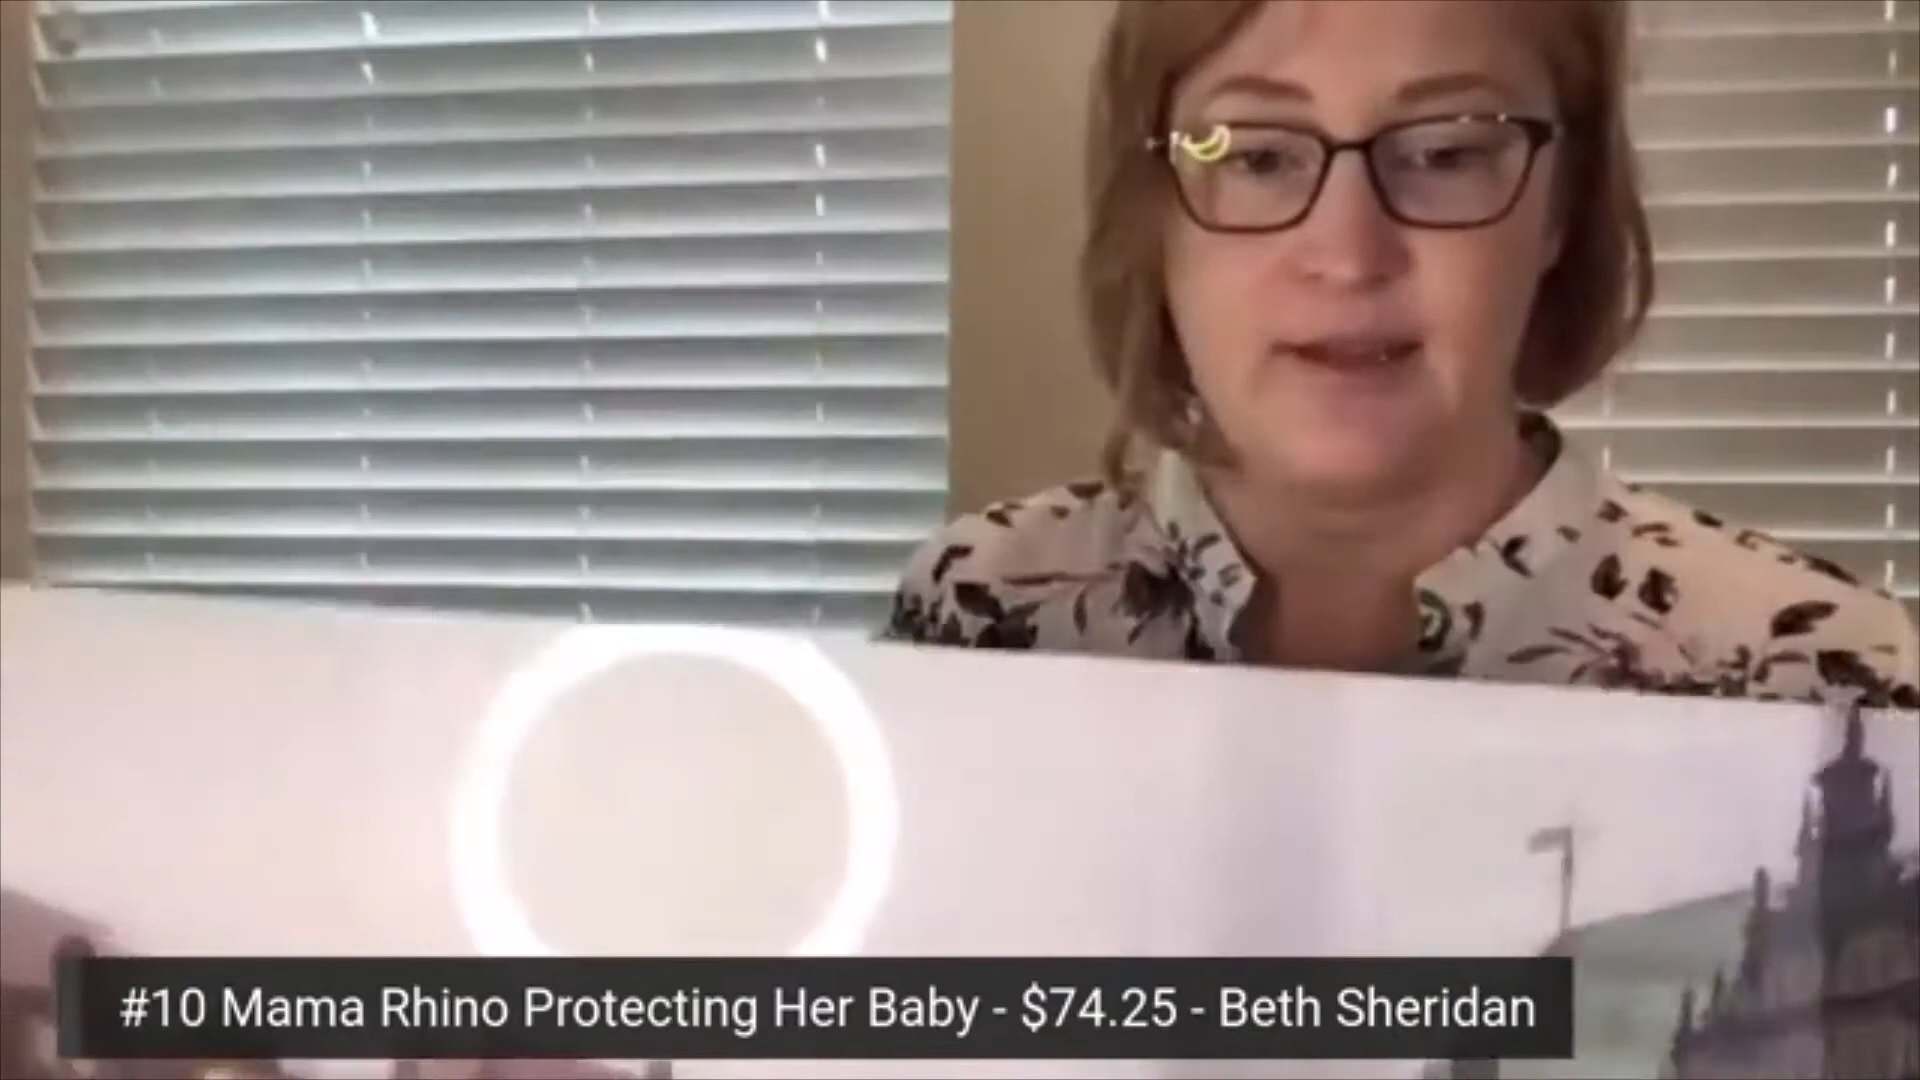 #10 Mama Rhino Protecting Her Baby - $74.25 - Beth Sheridan